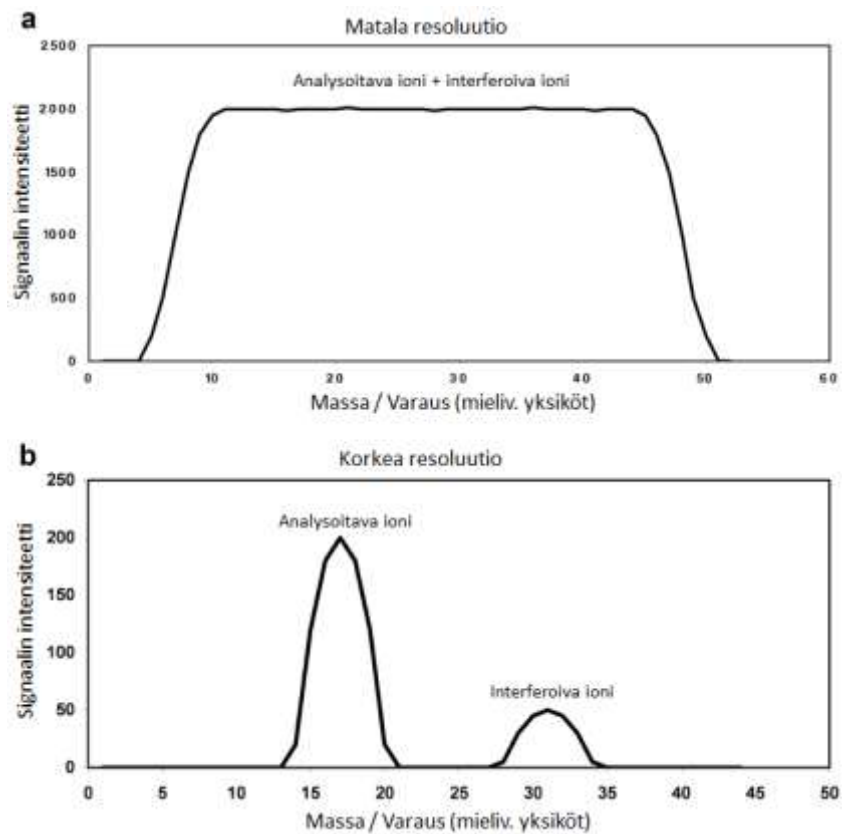 a
Matala resoluutio
2500
Analysoitava ioni + interferoiva ioni
2000
1500
1000
500
0
Signaalin intensiteetti
0 10 20 30 40 50 60
Massa / Varaus (mieliv. yksiköt)
b
Korkea resoluutio
250
Analysoitava ioni
200
150
100
Interferoiva ioni
50
0
Signaalin intensiteetti
0 5 10 15 20 25 30 35 40 45 50
Massa / Varaus (mieliv. yksiköt)